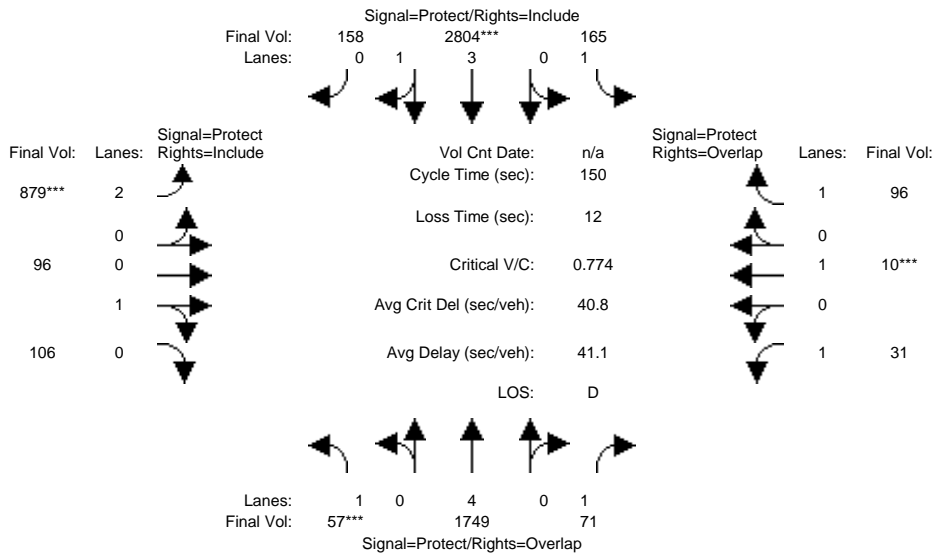 Signal=Protect/Rights=Include
Final Vol: 158 2804*** 165
Lanes: 0 1 3 0 1
Signal=Protect Signal=Protect
Final Vol: Lanes: Rights=Include Vol Cnt Date: n/a Rights=Overlap Lanes: Final Vol:
Cycle Time (sec): 150
879*** 2 1 96
Loss Time (sec): 12
0 0
96 0 Critical V/C: 0.774 1 10***
1 Avg Crit Del (sec/veh): 40.8 0
106 0 Avg Delay (sec/veh): 41.1 1 31
LOS: D
Lanes: 1 0 4 0 1
Final Vol: 57*** 1749 71
Signal=Protect/Rights=Overlap